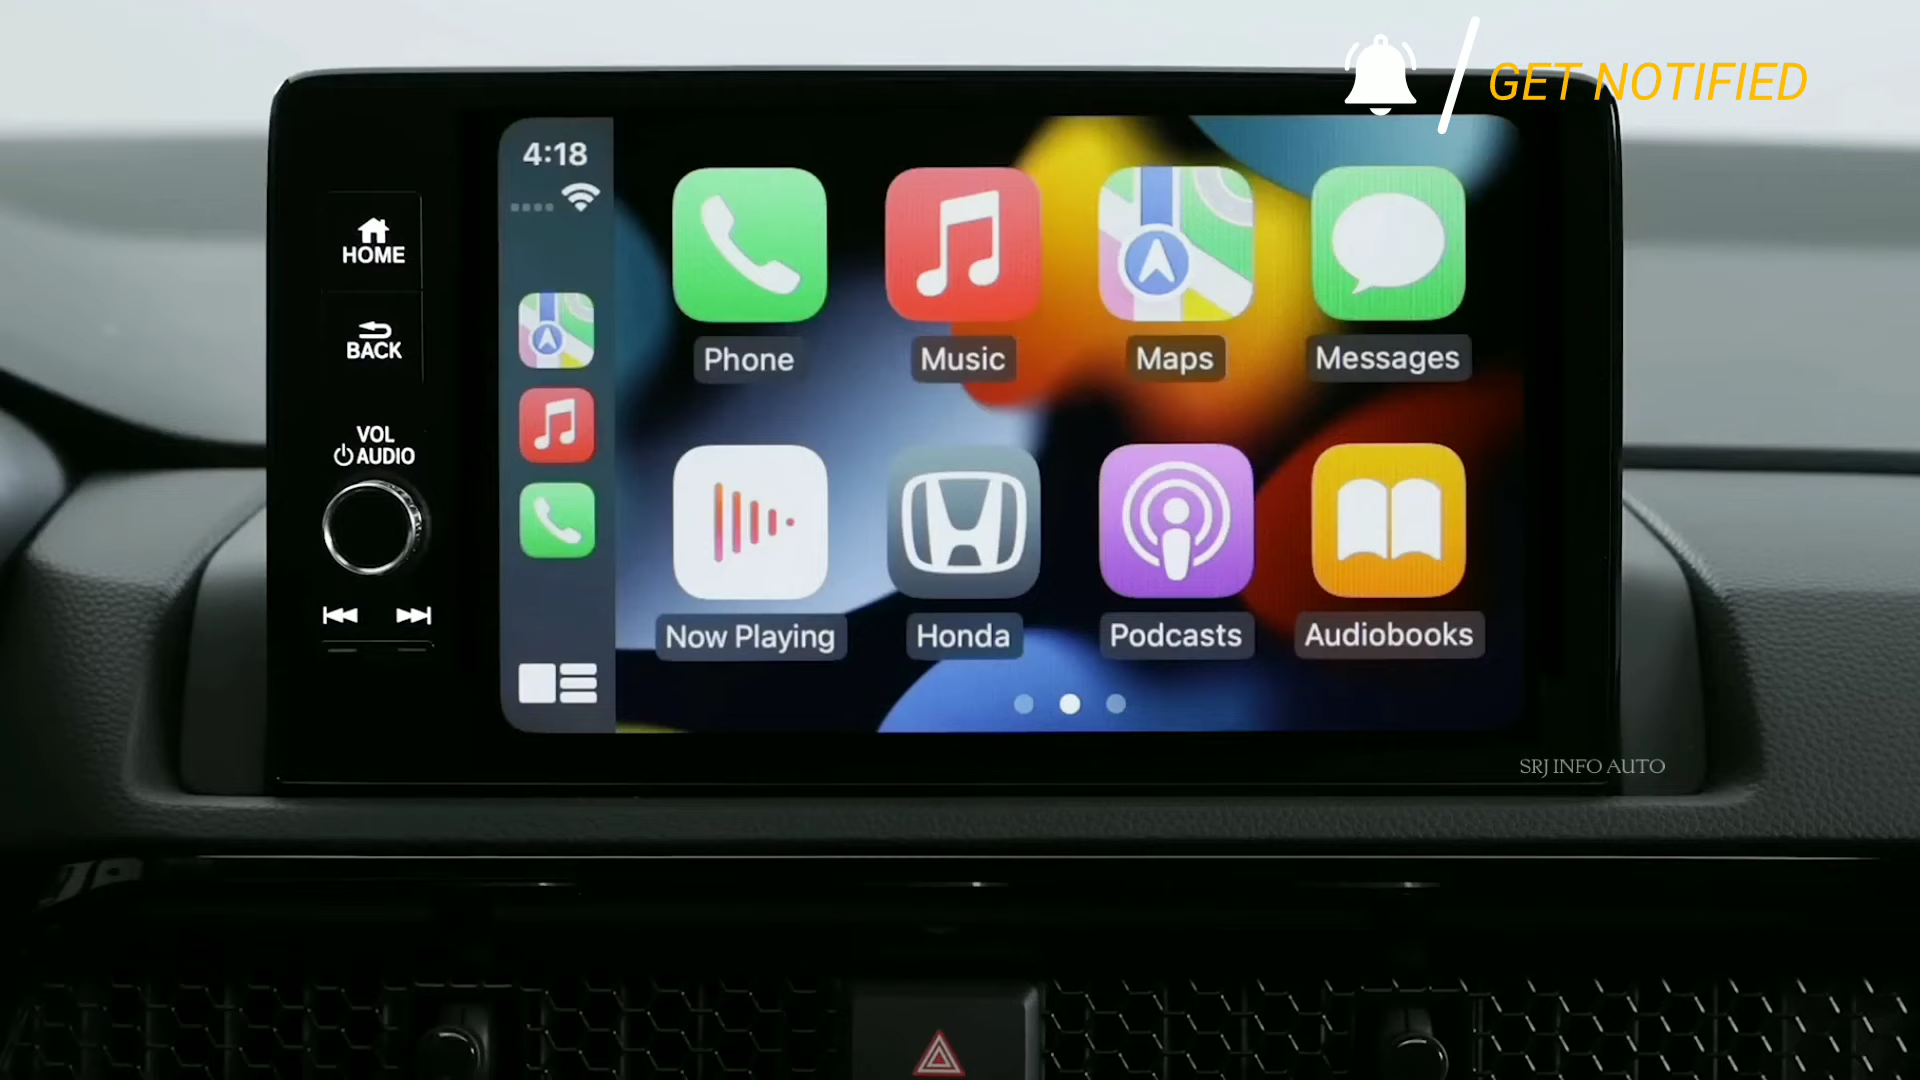 GET NOTIFIED
4:18
HOME
BACK
VOL
AUDIO
Phone
Music
Maps
Messages
Now Playing
Honda
Podcasts
Audiobooks
SRJ INFO AUTO